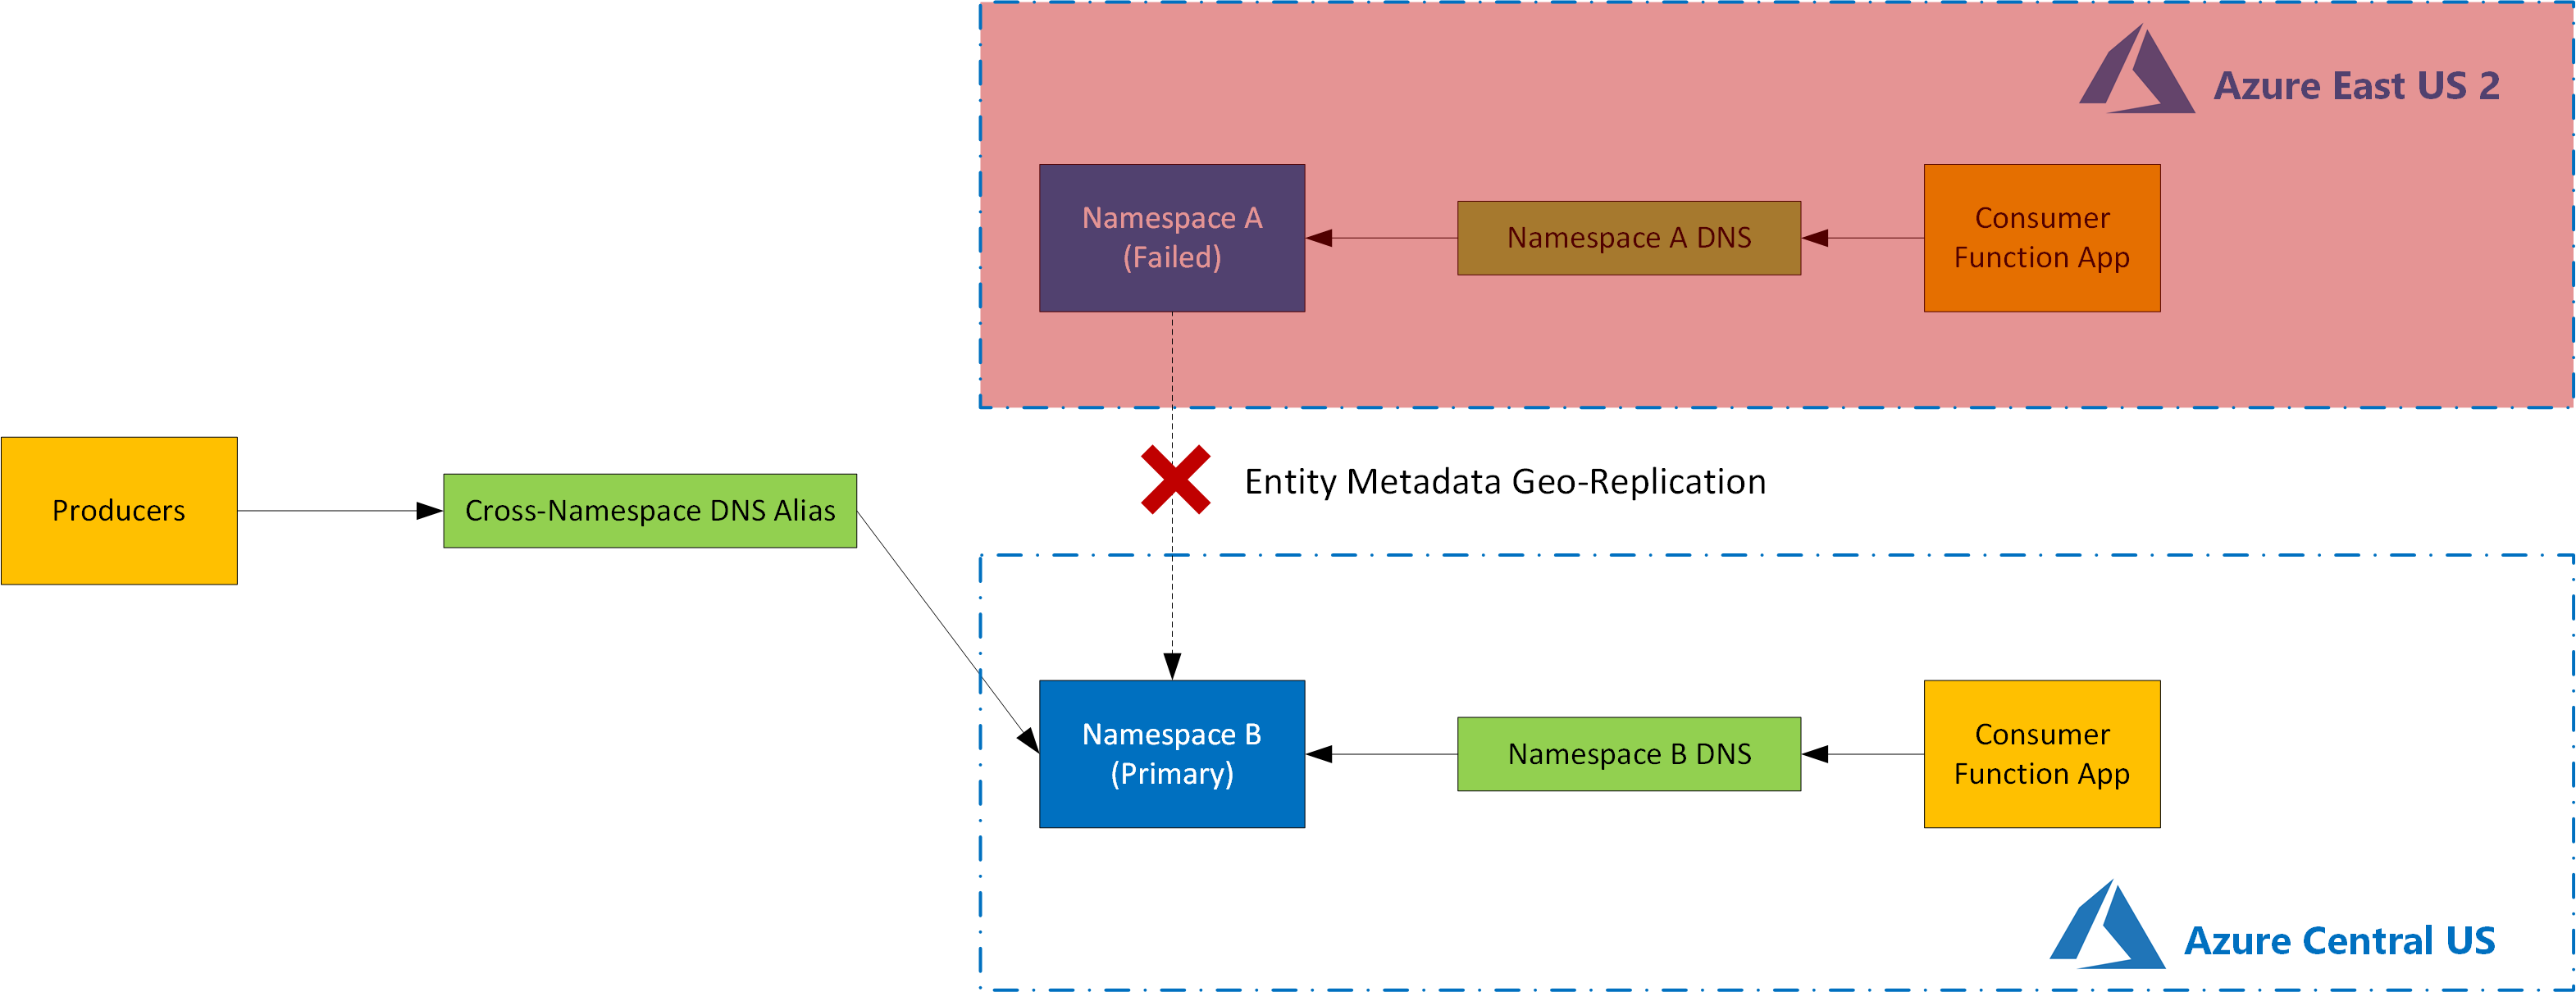 Azure East US 2
Namespace A
(Failed)
Namespace A DNS
Consumer
Function App
Entity Metadata Geo-Replication
Producers
Cross-Namespace DNS Alias
Namespace B
(Primary)
Namespace B DNS
Consumer
Function App
Azure Central US